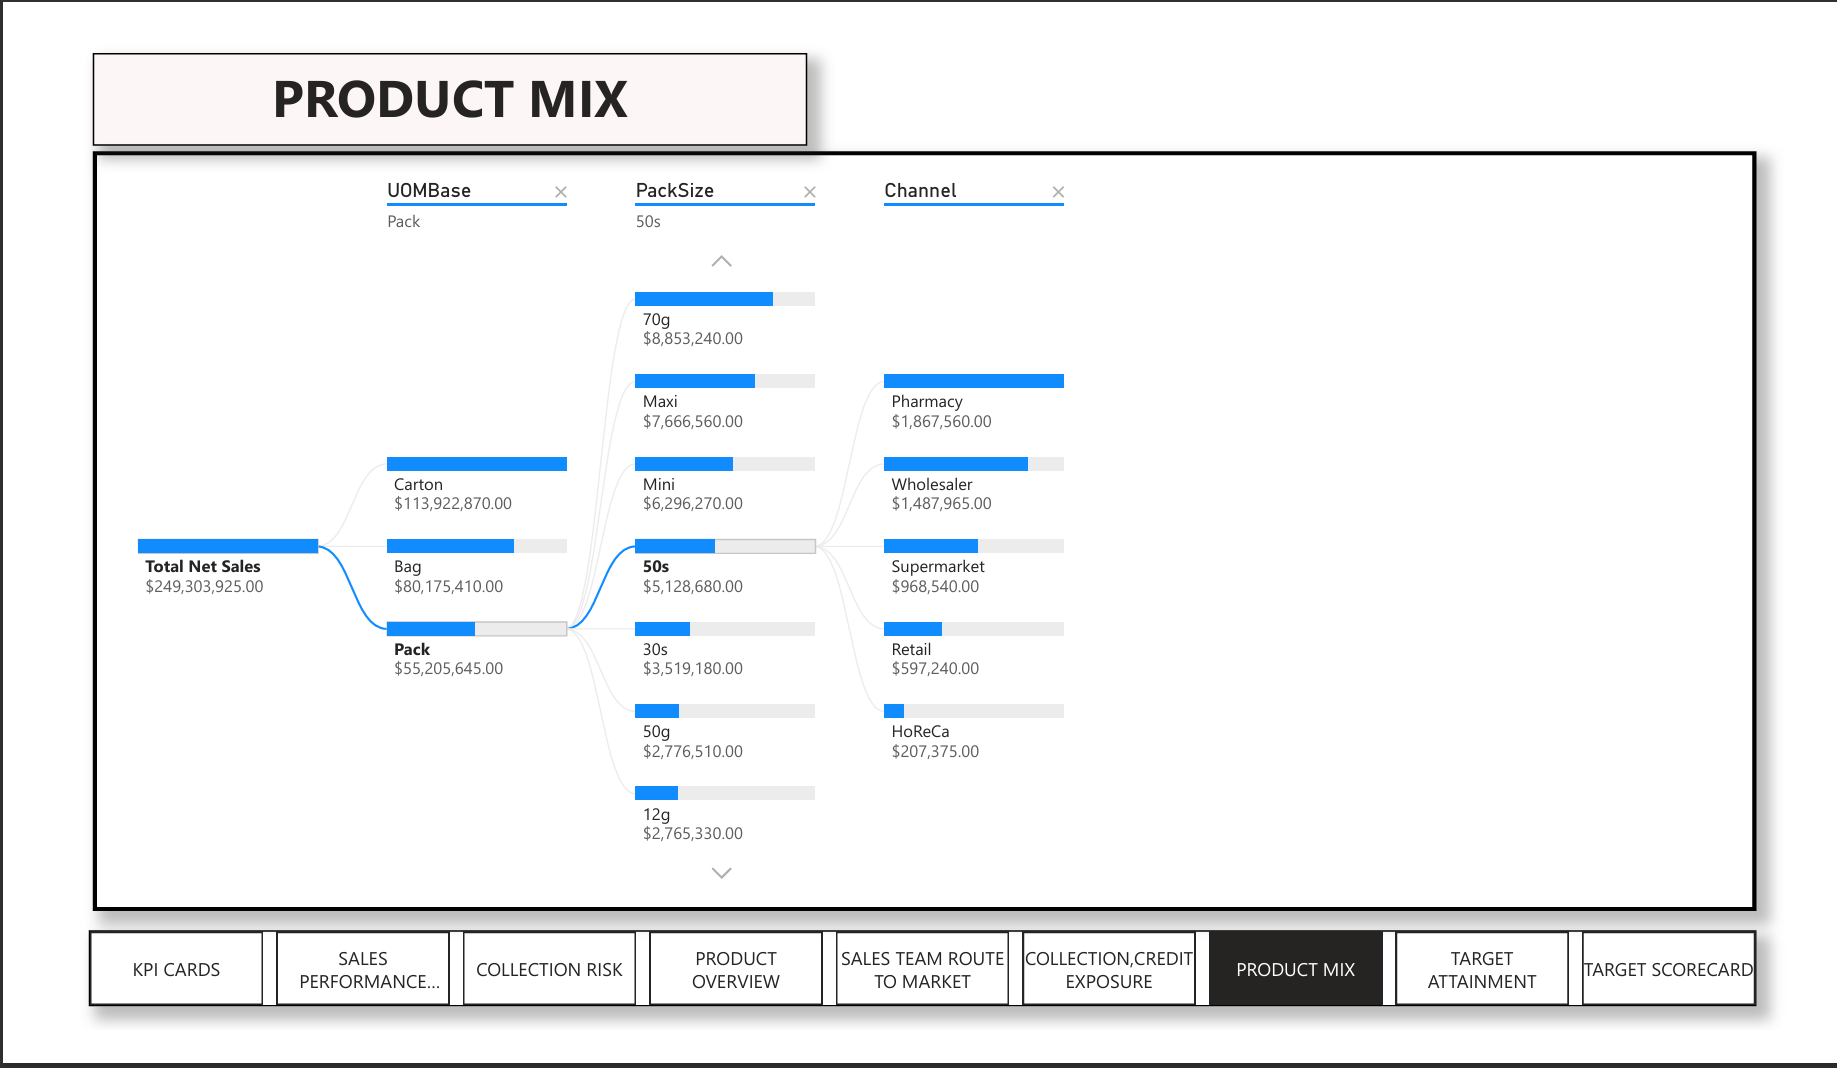 PRODUCT MIX
UOMBase
Pack
PackSize
50s
Channel
Total Net Sales
$249,303,925.00
Carton
$113,922,870.00
Bag
$80,175,410.00
Pack
$55,205,645.00
70g
$8,853,240.00
Maxi
$7,666,560.00
Mini
$6,296,270.00
50s
$5,128,680.00
30s
$3,519,180.00
50g
$2,776,510.00
12g
$2,765,330.00
Pharmacy
$1,867,560.00
Wholesaler
$1,487,965.00
Supermarket
$968,540.00
Retail
$597,240.00
HoReCa
$207,375.00
KPI CARDS
SALES
PERFORMANCE...
COLLECTION RISK
PRODUCT
OVERVIEW
SALES TEAM ROUTE
TO MARKET
COLLECTION,CREDIT
EXPOSURE
PRODUCT MIX
TARGET
ATTAINMENT
TARGET SCORECARD